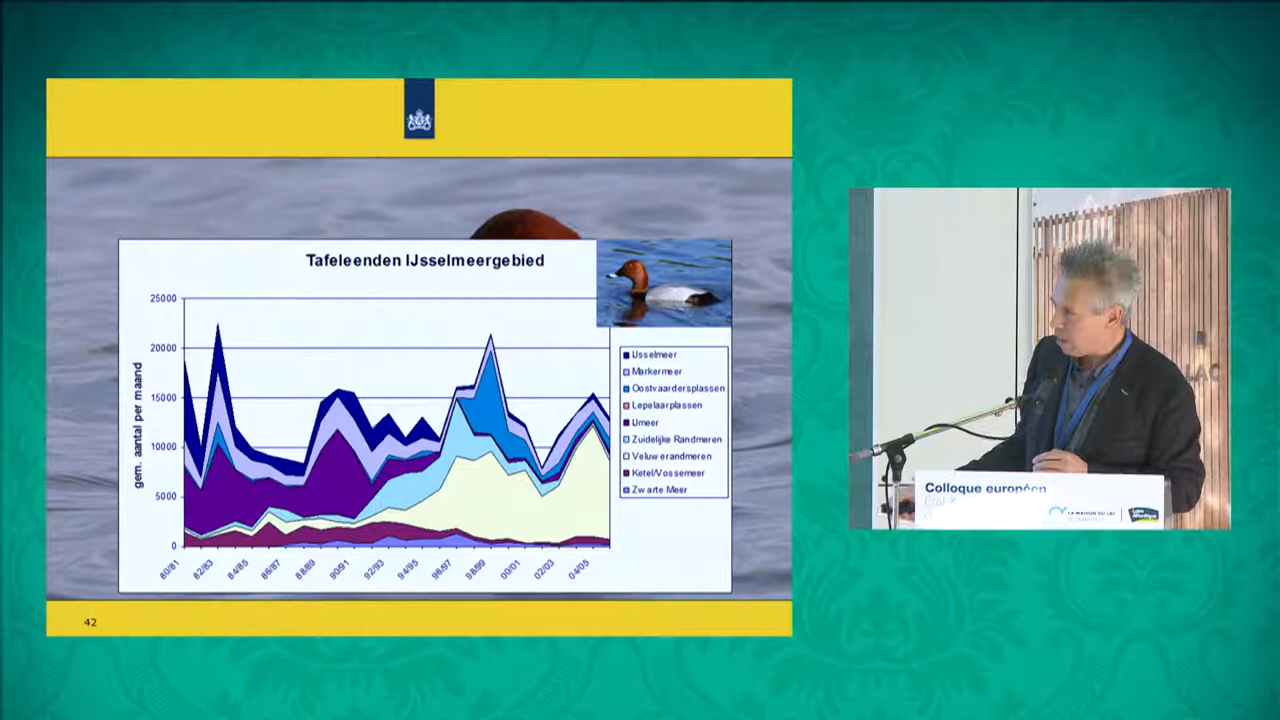 Tafeleenden IJsselmeergebied
gem. aantal per maand
25000
20000
15000
10000
5000
0
80/81
82/83
84/85
86/87
88/89
90/91
92/93
94/95
96/97
98/99
00/01
02/03
04/05
IJsselmeer
Markermeer
Oostvaardersplassen
Lepelaarplassen
IJmeer
Zuidelijke Randmeren
Veluwerandmeren
Ketel/Vossemeer
Zwarte Meer
42
LAC
Colloque européen
LA MAISON DU LAC
Loire
Atlantique